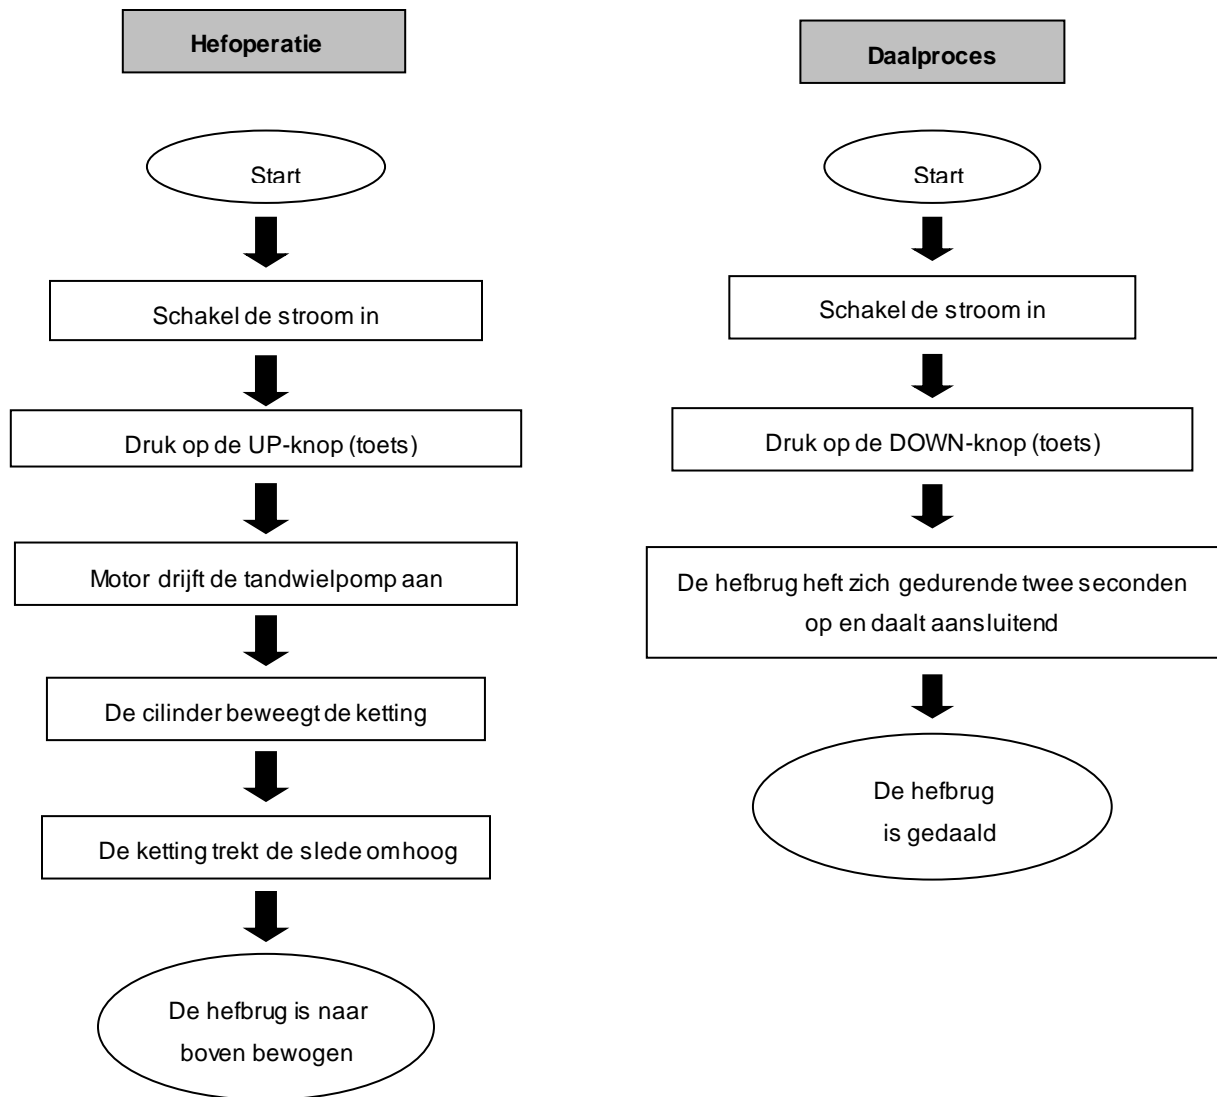 Hefoperatie
Start
Schakel de stroom in
Druk op de UP-knop (toets)
Motor drijft de tandwielpomp aan
De cilinder beweegt de ketting
De ketting trekt de slede omhoog
De hefbrug is naar
boven bewogen
Daalproces
Start
Schakel de stroom in
Druk op de DOWN-knop (toets)
De hefbrug heft zich gedurende twee seconden
op en daalt aansluitend
De hefbrug
is gedaald